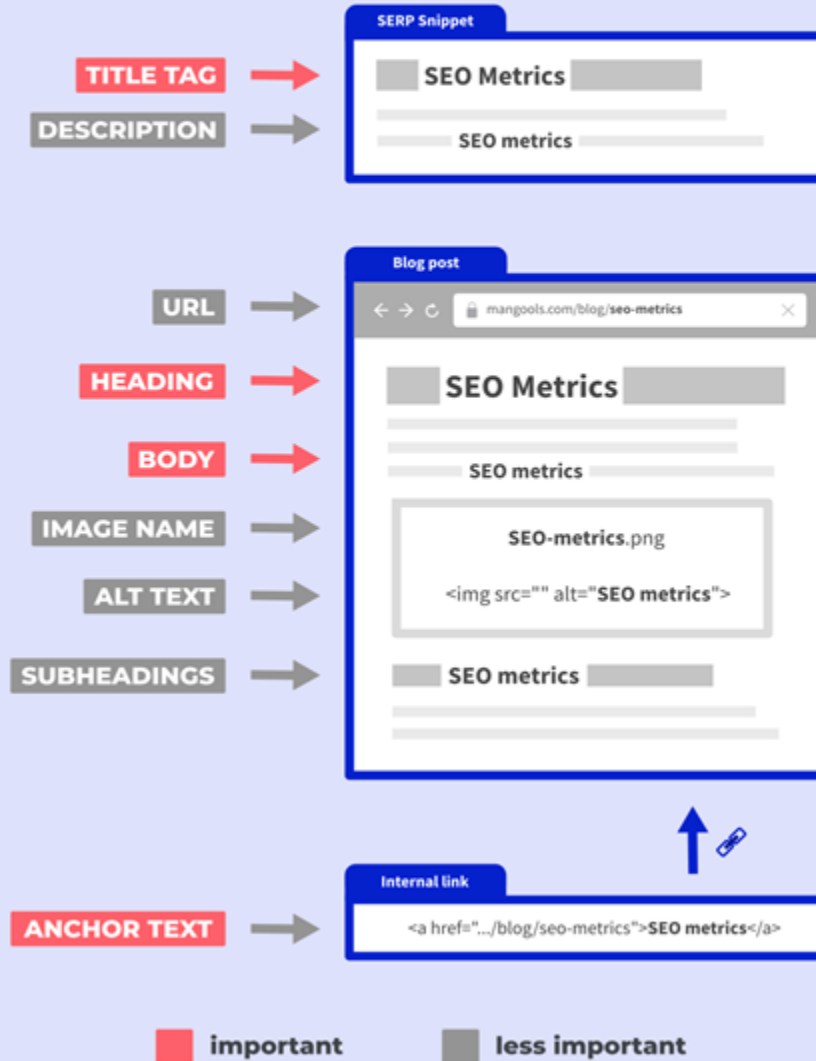 SERP Snippet
TITLE TAG
SEO Metrics
DESCRIPTION
SEO metrics
Blog post
URL
mangools.com/blog/seo-metrics
HEADING
SEO Metrics
BODY
SEO metrics
IMAGE NAME
SEO-metrics.png
ALT TEXT
<img src="" alt="SEO metrics">
SUBHEADINGS
SEO metrics
Internal link
ANCHOR TEXT
<a href=".../blog/seo-metrics">SEO metrics</a>
important
less important